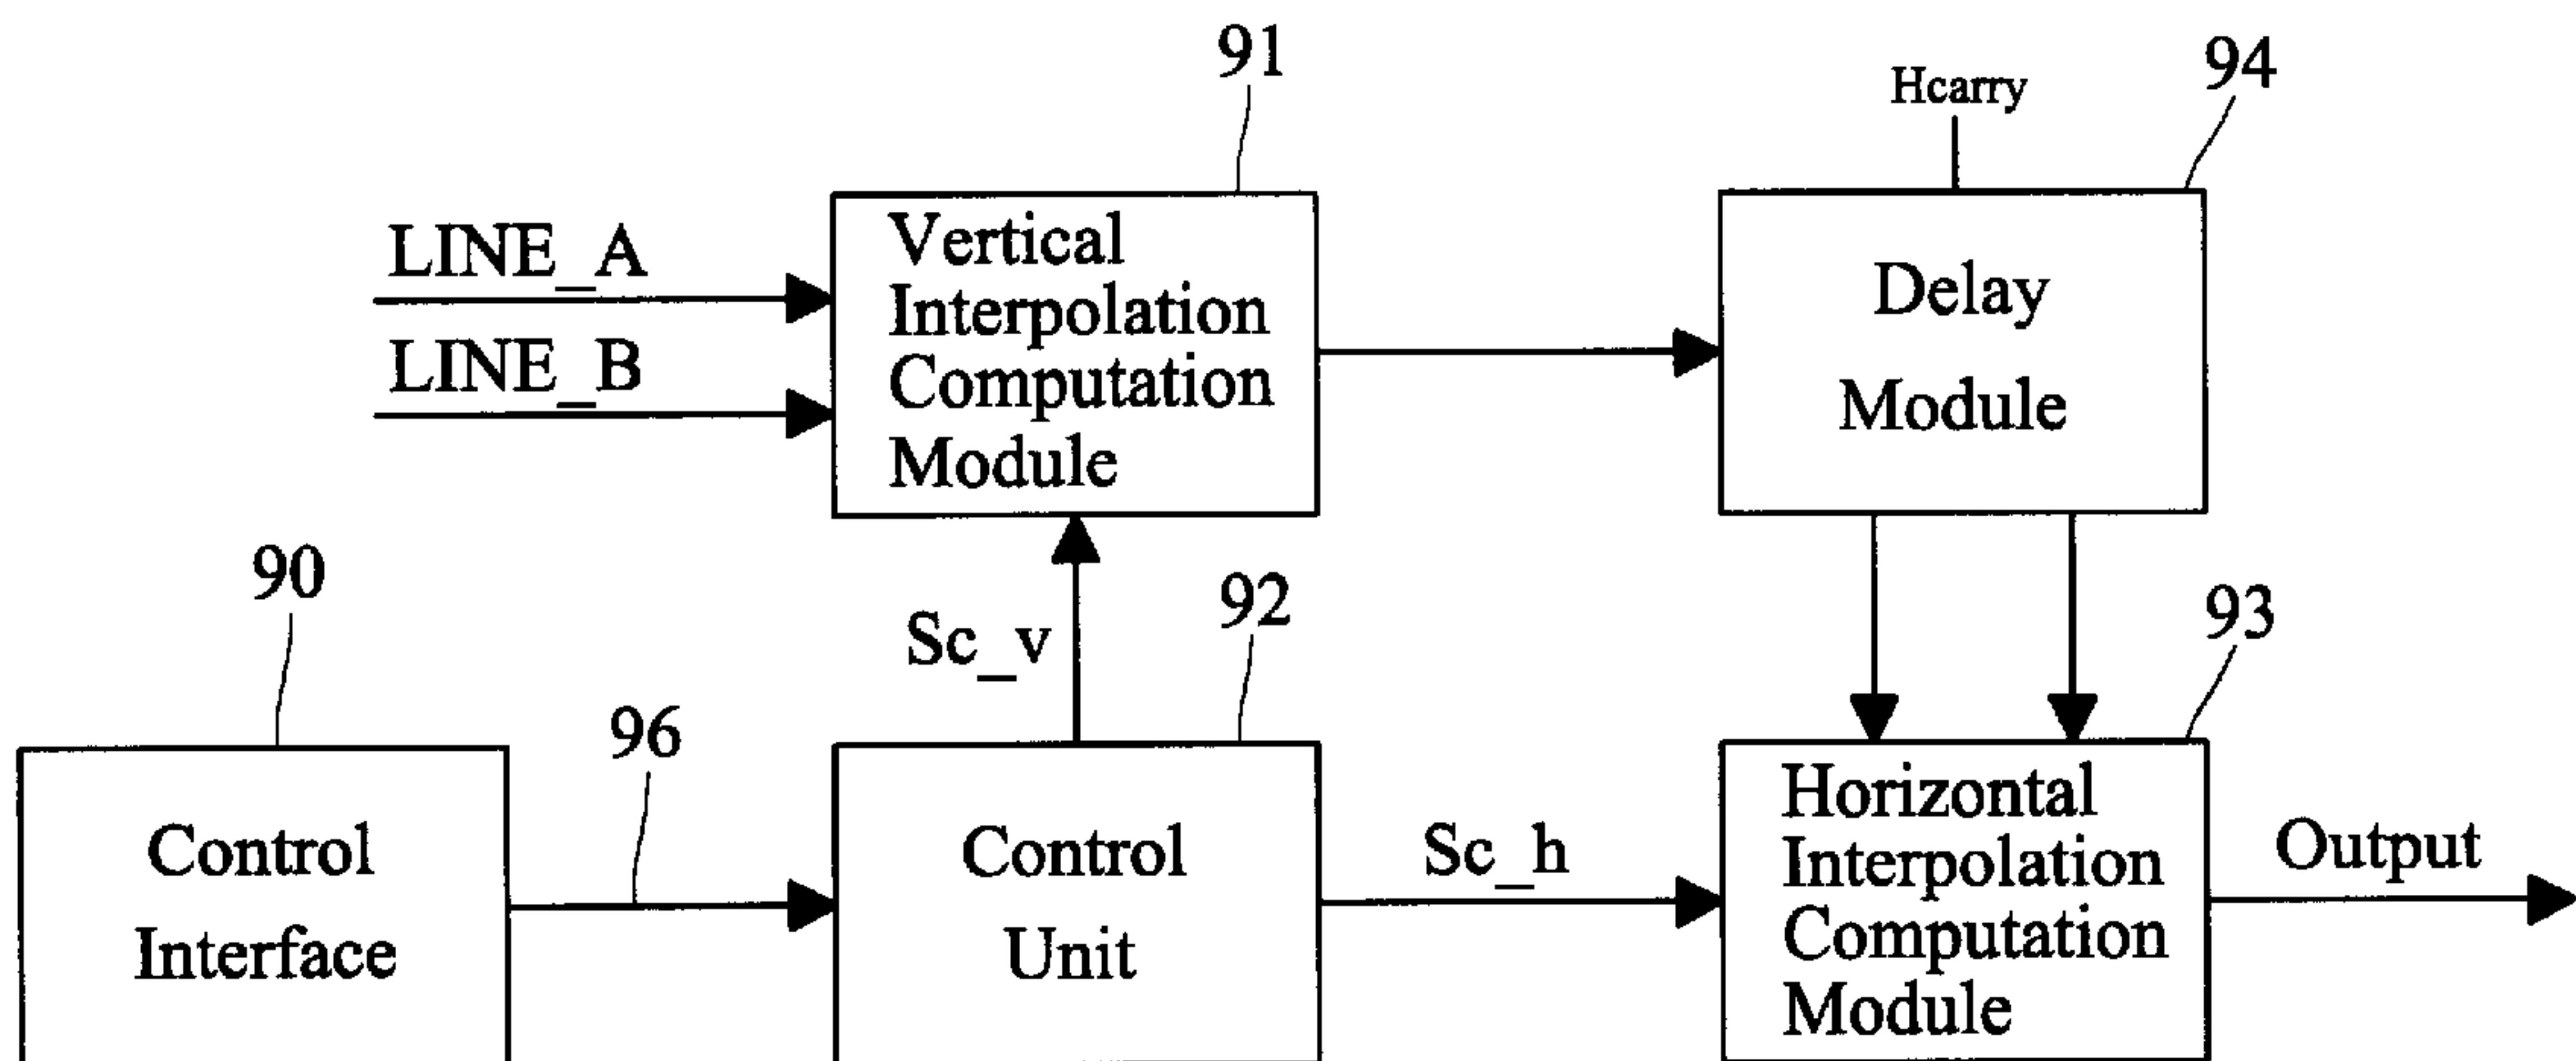 91
Hcarry
94
LINE_A
LINE_B
Vertical
Interpolation
Computation
Module
Delay
Module
90
Sc_v
92
93
96
Control
Interface
Control
Unit
Sc_h
Horizontal
Interpolation
Computation
Module
Output